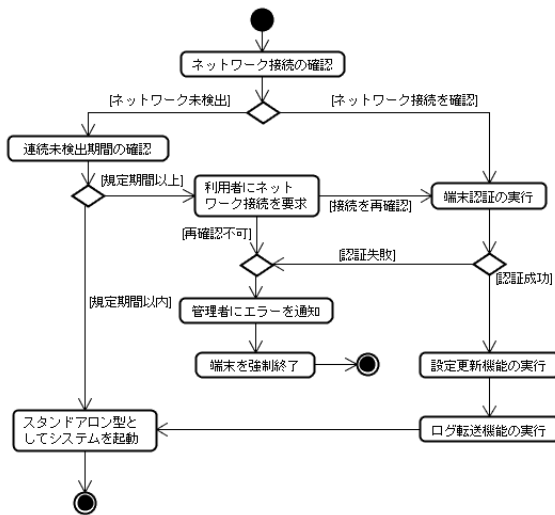 ネットワーク接続の確認
[ネットワーク未検出]
[ネットワーク接続を確認]
連続未検出期間の確認
[規定期間以上]
利用者にネット
ワーク接続を要求
[接続を再確認]
端末認証の実行
[再確認不可]
[認証失敗]
[認証成功]
[規定期間以内]
管理者にエラーを通知
端末を強制終了
設定更新機能の実行
スタンドアロン型と
してシステムを起動
ログ転送機能の実行